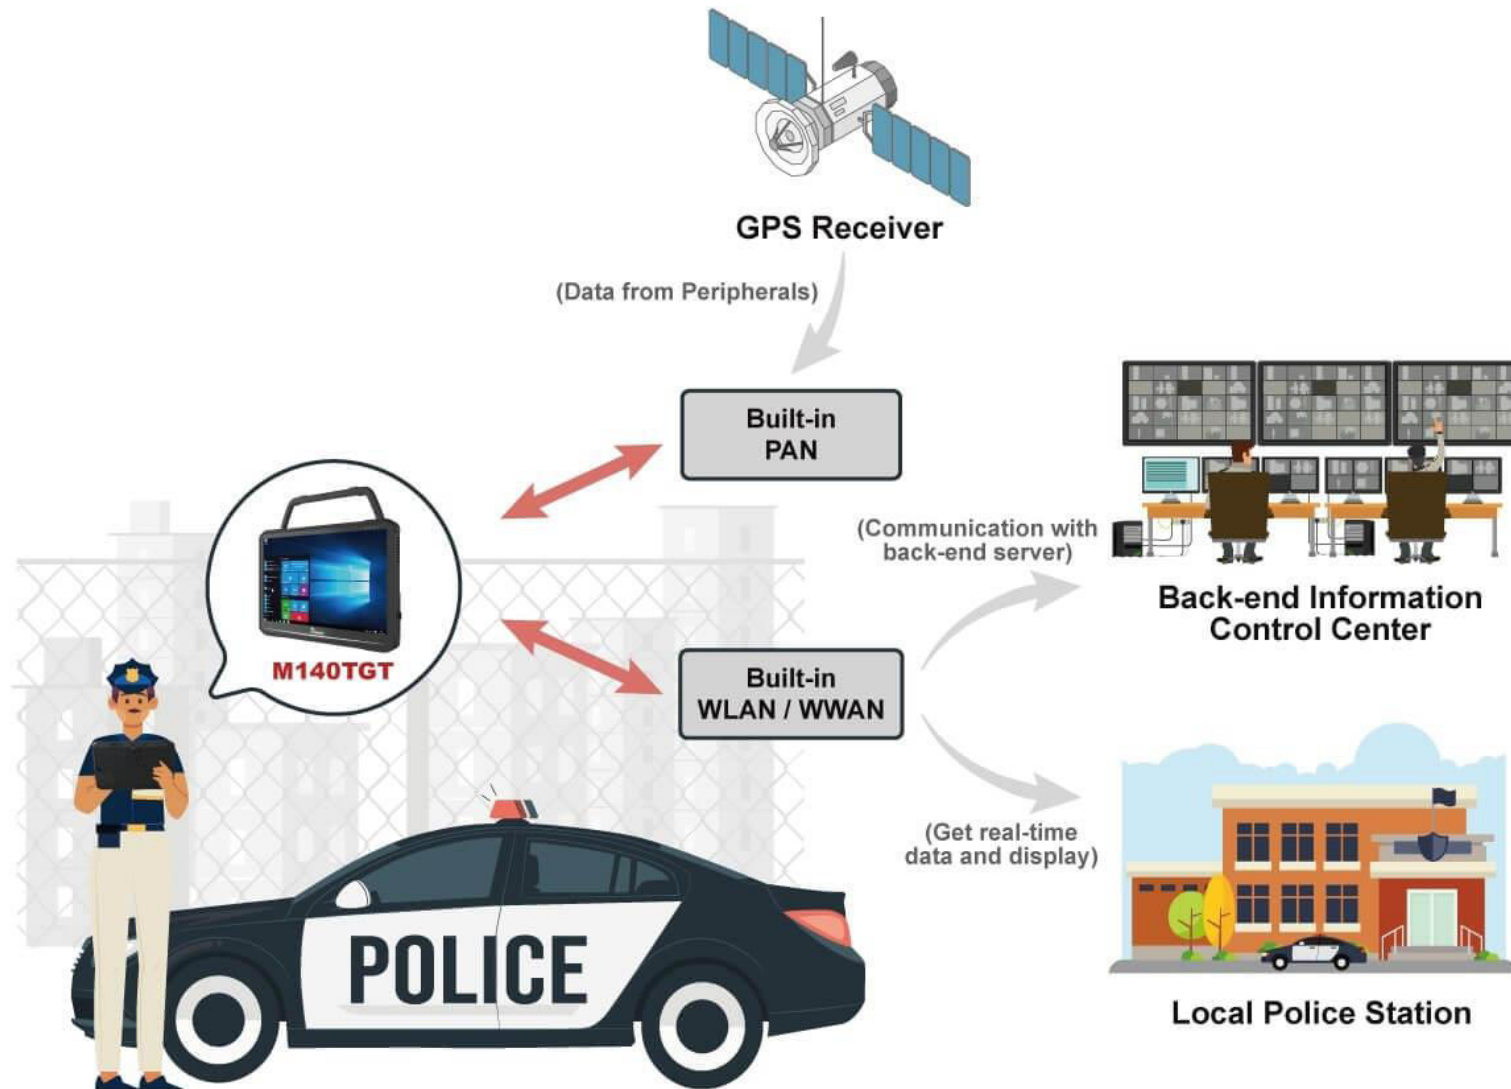 GPS Receiver
(Data from Peripherals)
Built-in
PAN
M140TGT
(Communication with
back-end server)
Back-end Information
Control Center
Built-in
WLAN / WWAN
(Get real-time
data and display)
POLICE
Local Police Station